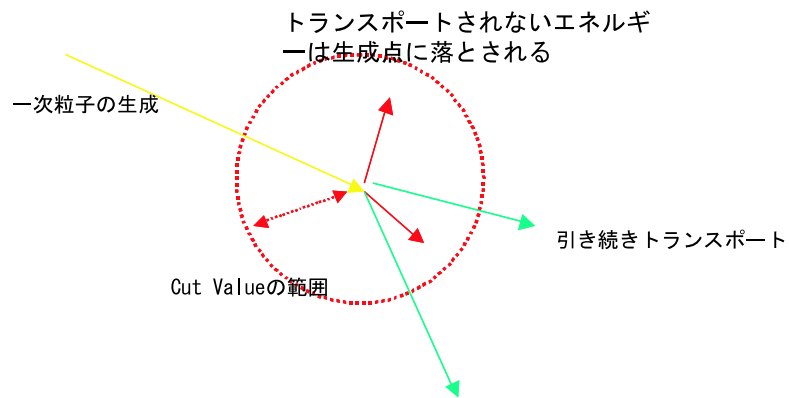 トランスポートされないエネルギ
ーは生成点に落とされる
一次粒子の生成
引き続きトランスポート
Cut Valueの範囲